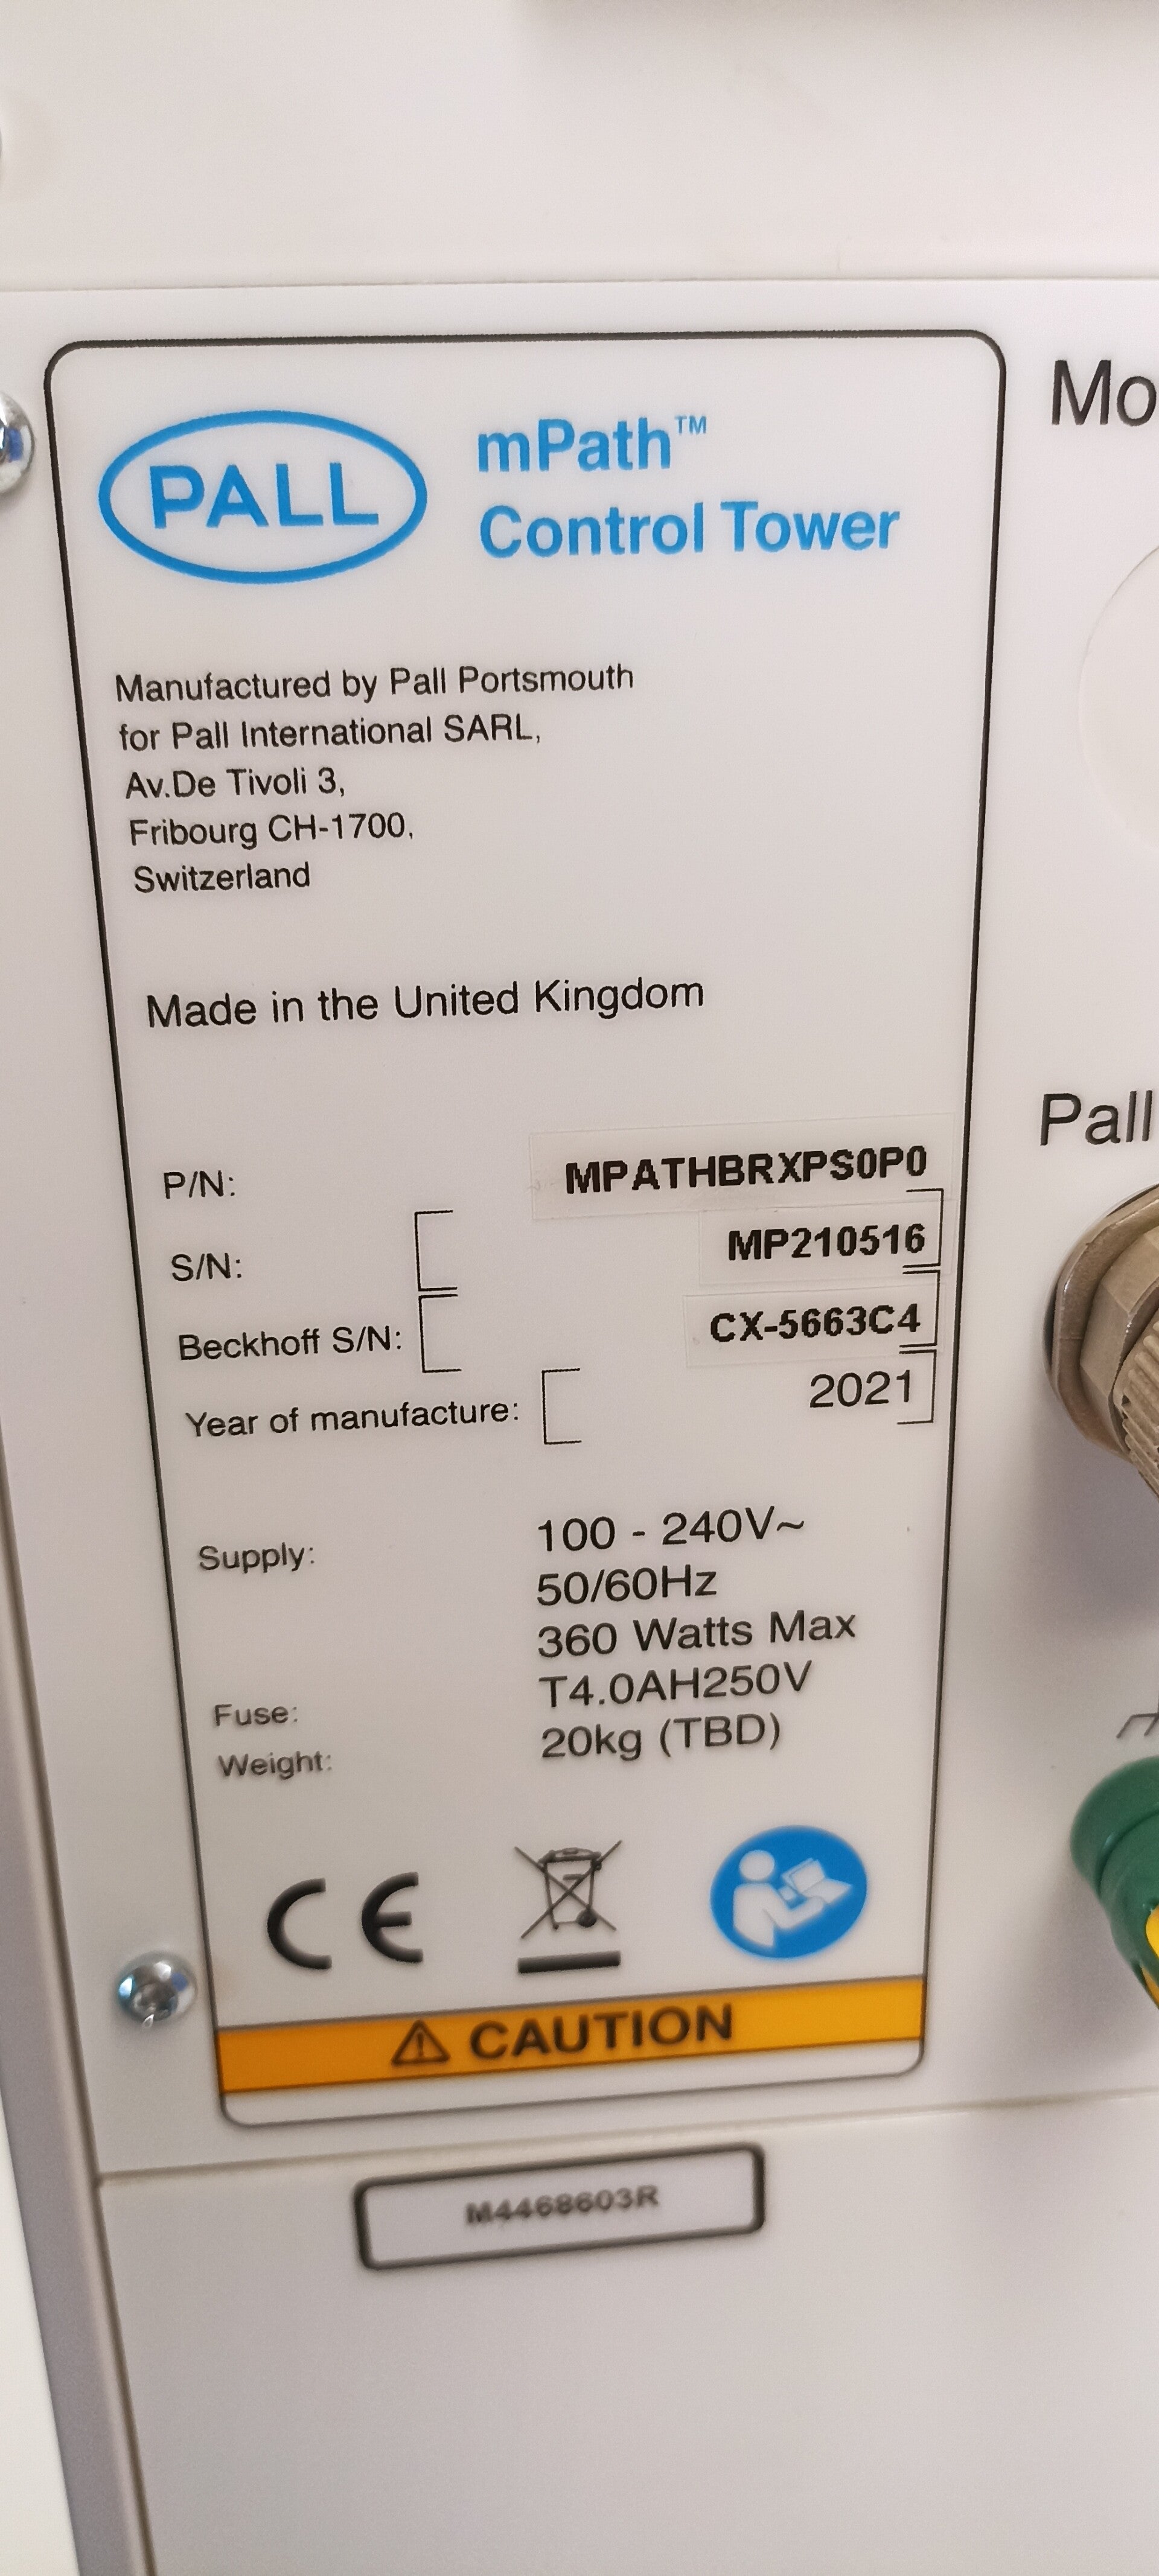 PALL
mPath™
Control Tower
Mo
Manufactured by Pall Portsmouth
for Pall International SARL,
Av.De Tivoli 3,
Fribourg CH-1700,
Switzerland
Made in the United Kingdom
Pall
P/N: MPATHBRXPS0P0
S/N: MP210516
Beckhoff S/N: CX-5663C4
Year of manufacture: 2021
Supply: 100 - 240V~
50/60Hz
360 Watts Max
Fuse: T4.0AH250V
Weight: 20kg (TBD)
CE
CAUTION
M4468603R